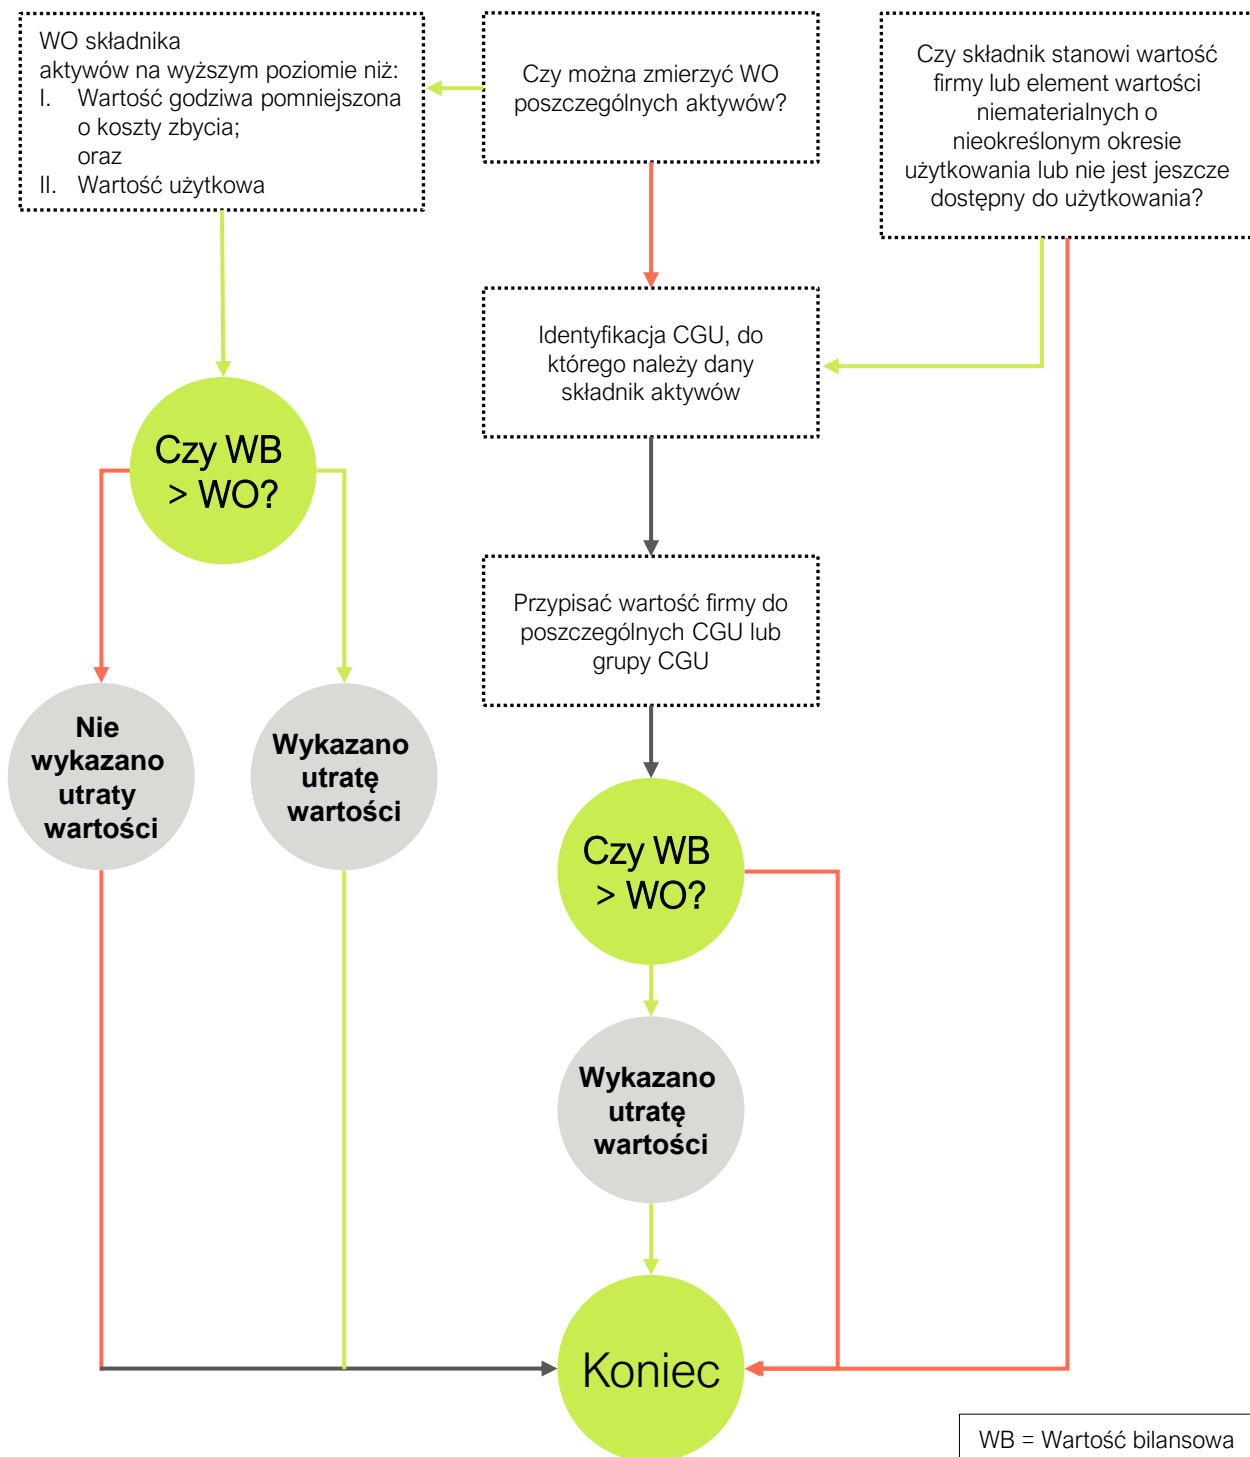 WO składnika
aktywów na wyższym poziomie niż:
I. Wartość godziwa pomniejszona
o koszty zbycia;
oraz
II. Wartość użytkowa
Czy można zmierzyć WO
poszczególnych aktywów?
Czy składnik stanowi wartość
firmy lub element wartości
niematerialnych o
nieokreślonym okresie
użytkowania lub nie jest jeszcze
dostępny do użytkowania?
Identyfikacja CGU, do
którego należy dany
składnik aktywów
Czy WB
> WO?
Przypisać wartość firmy do
poszczególnych CGU lub
grupy CGU
Nie
wykazano
utraty
wartości
Wykazano
utratę
wartości
Czy WB
> WO?
Wykazano
utratę
wartości
Koniec
WB = Wartość bilansowa